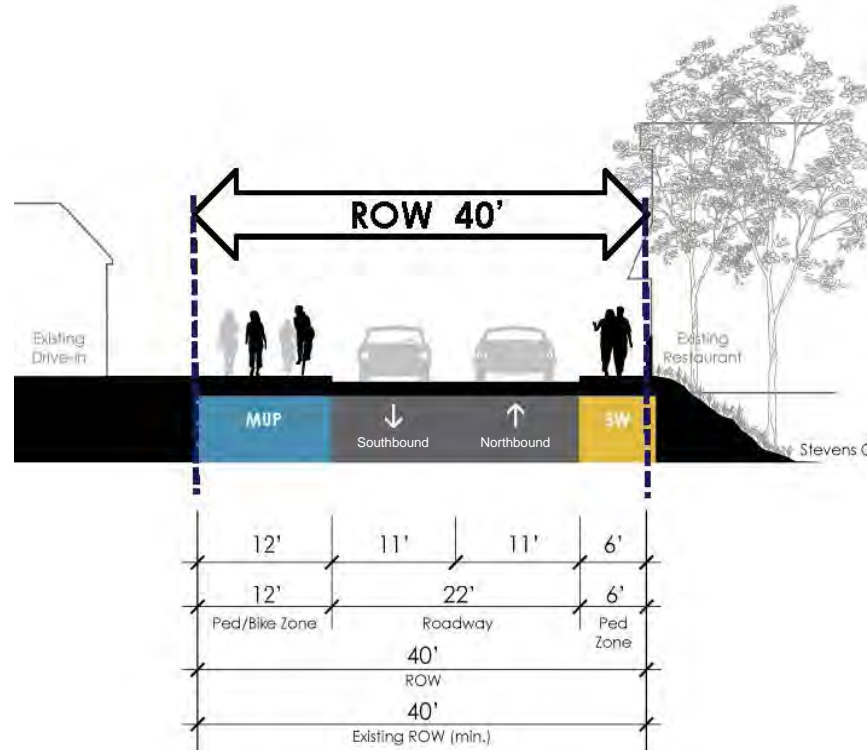 ROW 40'
Existing
Drive-in
Existing
Restaurant
MUP
Southbound
Northbound
SW
Stevens C
12' 11' 11' 6'
12' 22' 6'
Ped/Bike Zone Roadway Ped
Zone
40'
ROW
40'
Existing ROW (min.)